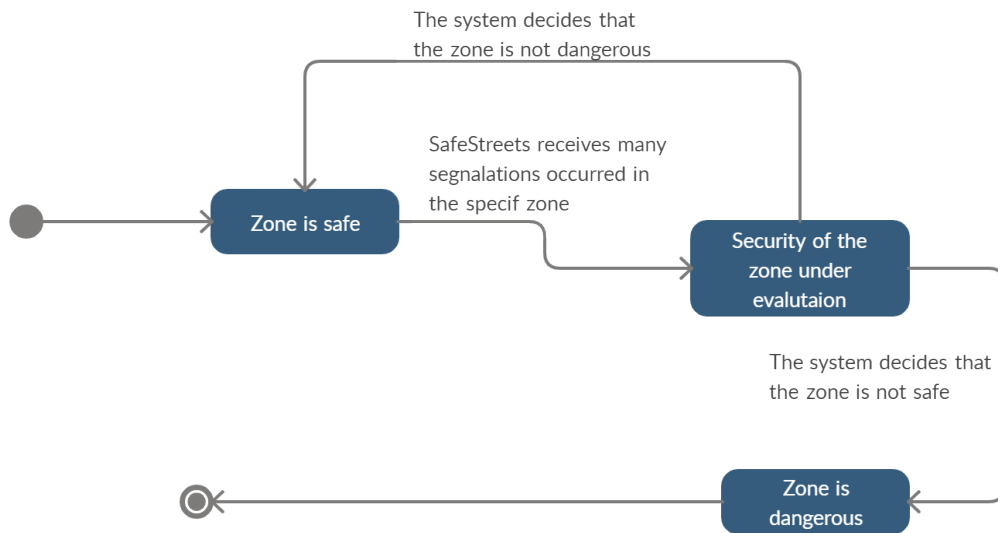 The system decides that
the zone is not dangerous
SafeStreets receives many
segnalations occurred in
the specif zone
Zone is safe
Security of the
zone under
evalutaion
The system decides that
the zone is not safe
Zone is
dangerous